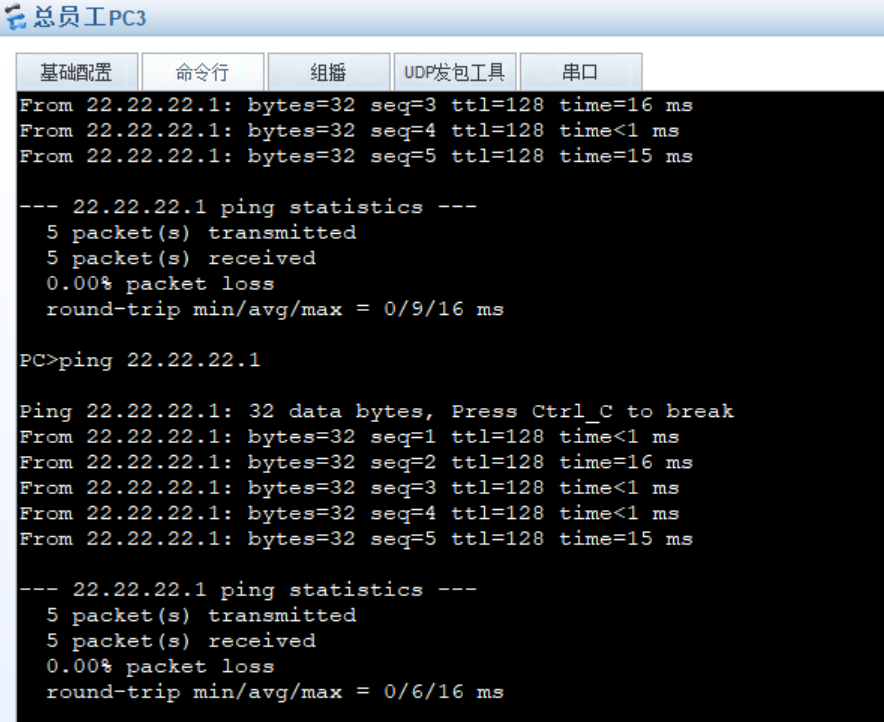 总员工PC3
基础配置 命令行 组播 UDP发包工具 串口
From 22.22.22.1: bytes=32 seq=3 ttl=128 time=16 ms
From 22.22.22.1: bytes=32 seq=4 ttl=128 time<1 ms
From 22.22.22.1: bytes=32 seq=5 ttl=128 time=15 ms
--- 22.22.22.1 ping statistics ---
5 packet(s) transmitted
5 packet(s) received
0.00% packet loss
round-trip min/avg/max = 0/9/16 ms
PC>ping 22.22.22.1
Ping 22.22.22.1: 32 data bytes, Press Ctrl_C to break
From 22.22.22.1: bytes=32 seq=1 ttl=128 time<1 ms
From 22.22.22.1: bytes=32 seq=2 ttl=128 time=16 ms
From 22.22.22.1: bytes=32 seq=3 ttl=128 time<1 ms
From 22.22.22.1: bytes=32 seq=4 ttl=128 time<1 ms
From 22.22.22.1: bytes=32 seq=5 ttl=128 time=15 ms
--- 22.22.22.1 ping statistics ---
5 packet(s) transmitted
5 packet(s) received
0.00% packet loss
round-trip min/avg/max = 0/6/16 ms